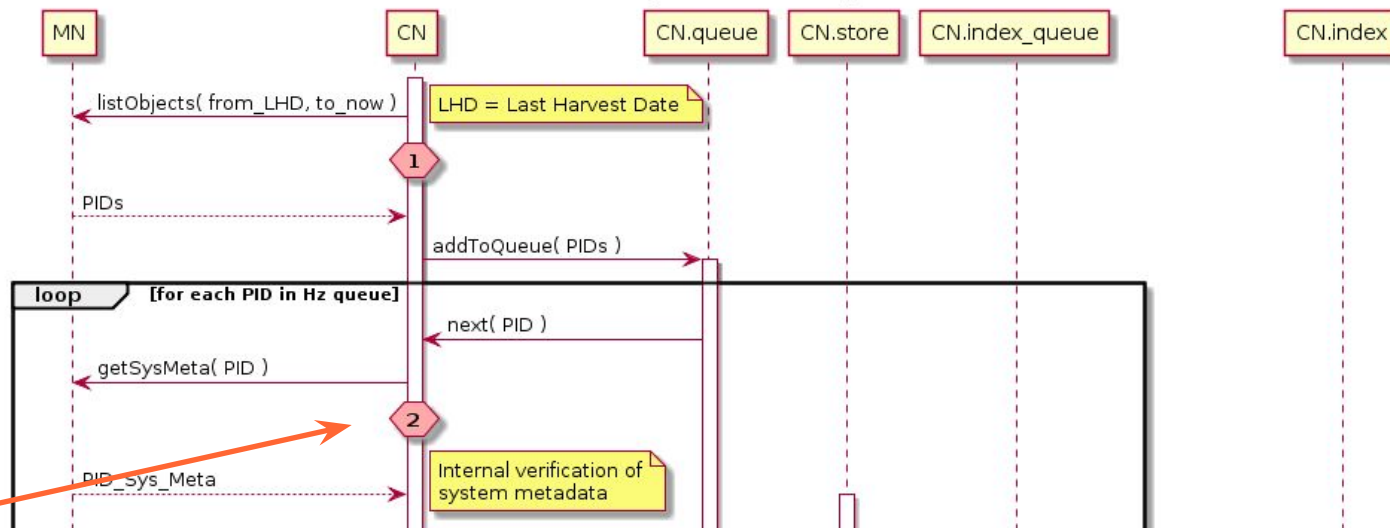 MN CN CN.queue CN.store CN.index_queue CN.index
listObjects( from_LHD, to_now ) LHD = Last Harvest Date
1
PIDs
addToQueue( PIDs )
loop [for each PID in Hz queue]
next( PID )
getSysMeta( PID )
2
PID_Sys_Meta Internal verification of
system metadata